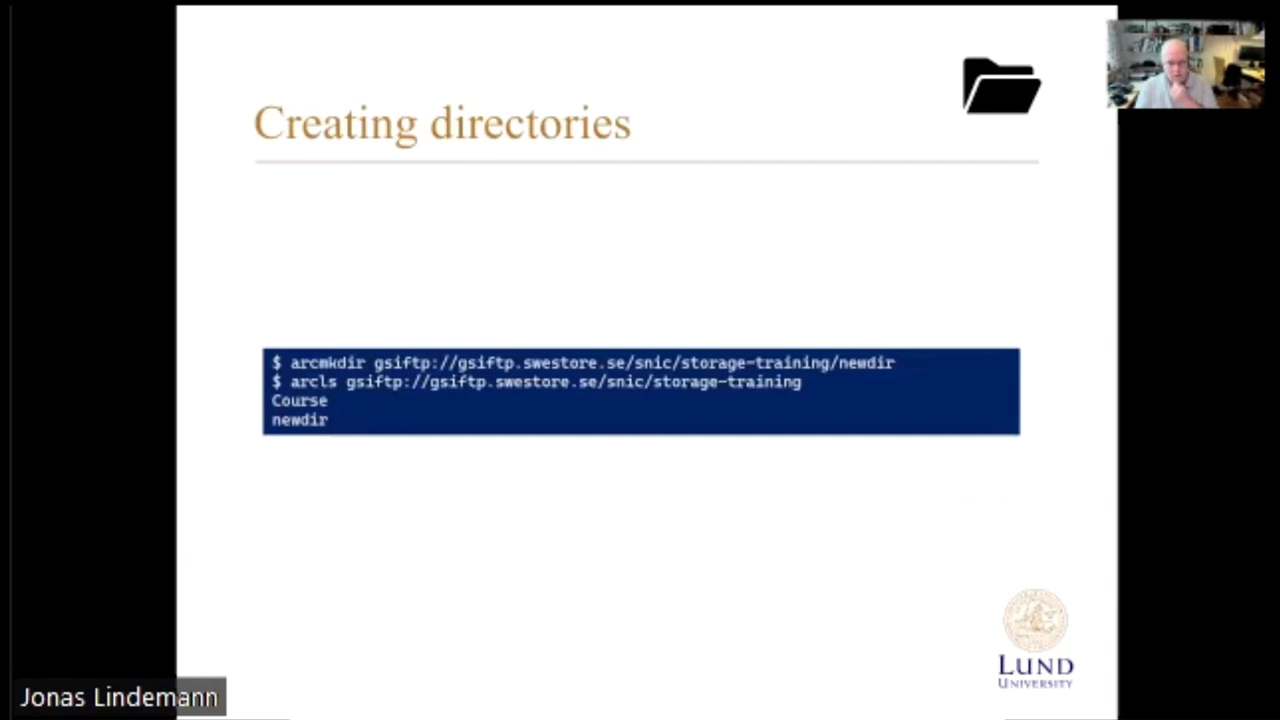 Creating directories
$ arcmkdir gsiftp://gsiftp.swestore.se/snic/storage-training/newdir
$ arcls gsiftp://gsiftp.swestore.se/snic/storage-training
Course
newdir
LUND
UNIVERSITY
Jonas Lindemann